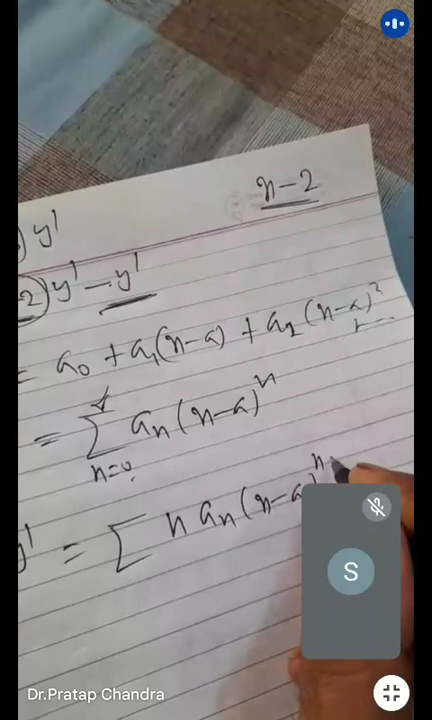 x-2
) y'
2) y' - y'
= a₀ + a₁(x-a) + a₂(x-a)² + ...
= ∑ aₙ(x-a)ⁿ
n=0
y' = ∑ n aₙ(x-a)ⁿ
S
Dr.Pratap Chandra